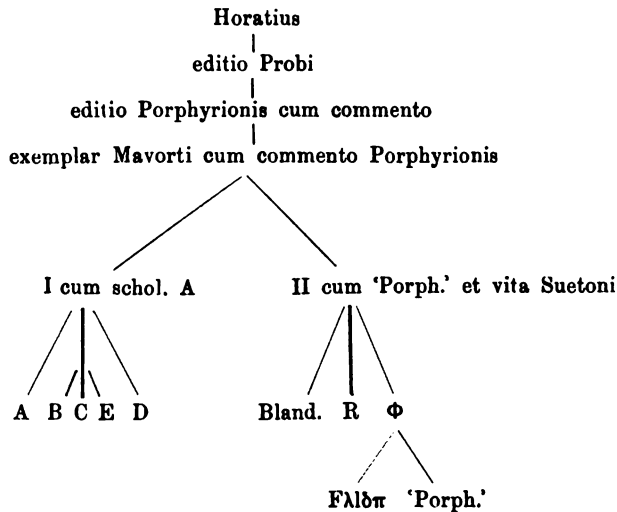 Horatius
editio Probi
editio Porphyrionis cum commento
exemplar Mavorti cum commento Porphyrionis
I cum schol. A II cum ‘Porph.’ et vita Suetoni
A B C E D Bland. R Φ
Fλlδπ ‘Porph.’